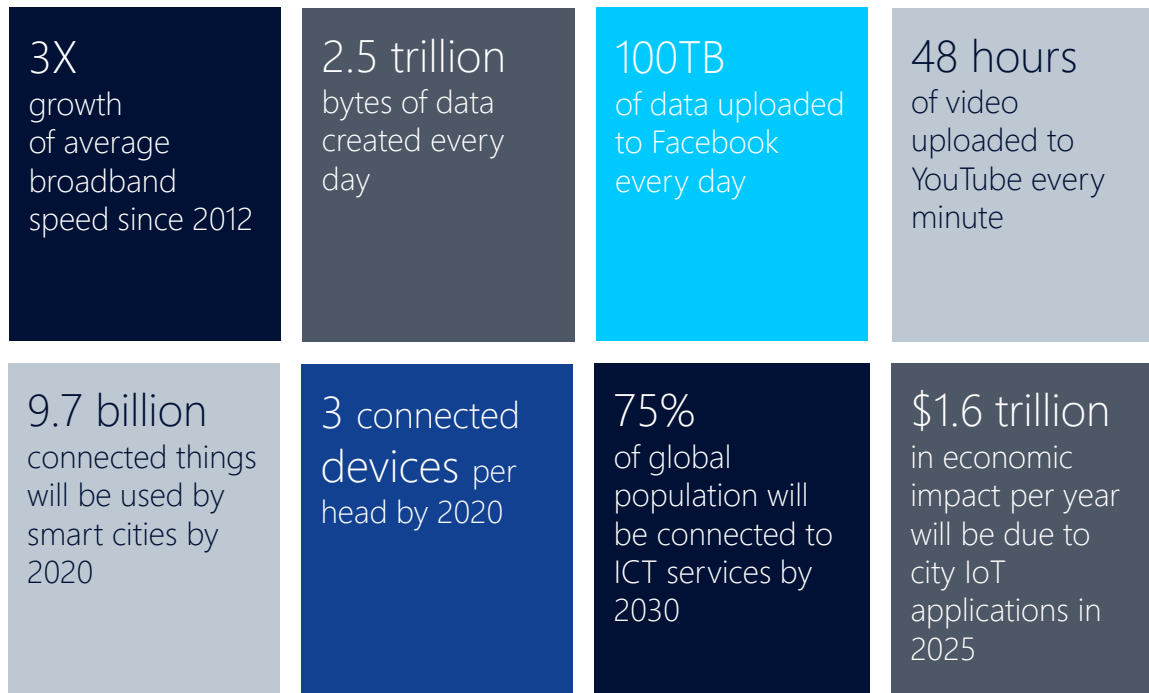 3X
growth
of average
broadband
speed since 2012
2.5 trillion
bytes of data
created every
day
100TB
of data uploaded
to Facebook
every day
48 hours
of video
uploaded to
YouTube every
minute
9.7 billion
connected things
will be used by
smart cities by
2020
3 connected
devices per
head by 2020
75%
of global
population will
be connected to
ICT services by
2030
$1.6 trillion
in economic
impact per year
will be due to
city IoT
applications in
2025